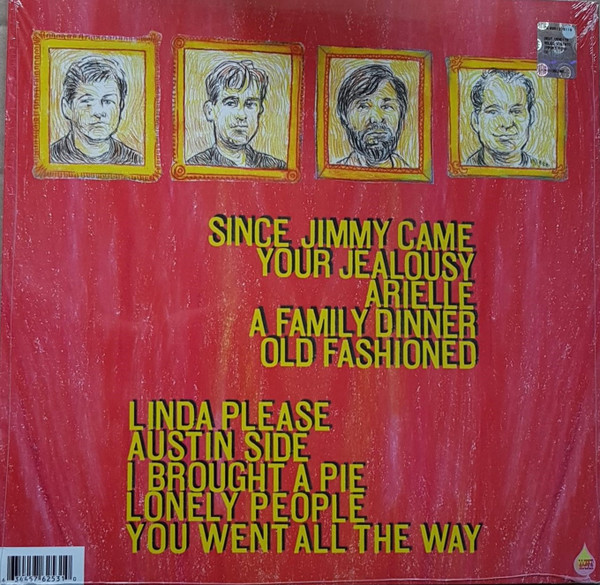 SINCE JIMMY CAME
YOUR JEALOUSY
ARIELLE
A FAMILY DINNER
OLD FASHIONED
LINDA PLEASE
AUSTIN SIDE
I BROUGHT A PIE
LONELY PEOPLE
YOU WENT ALL THE WAY